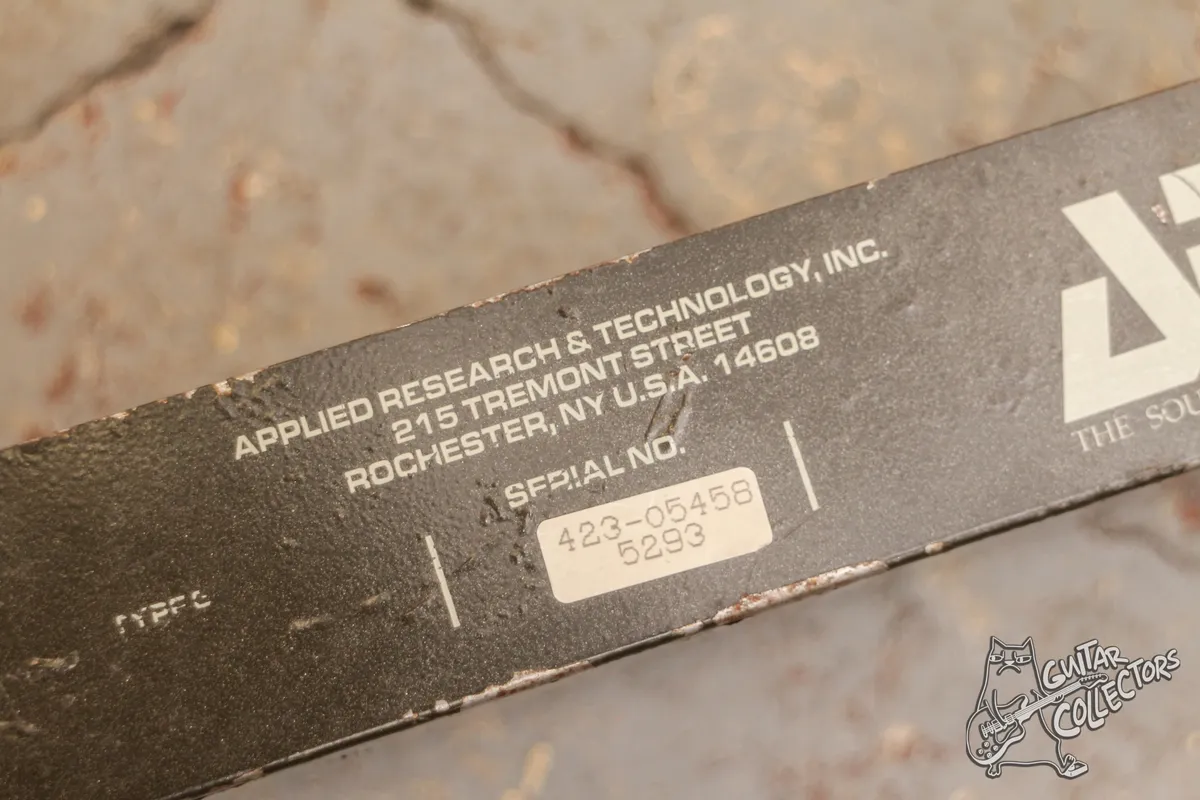 APPLIED RESEARCH & TECHNOLOGY, INC.
215 TREMONT STREET
ROCHESTER, NY U.S.A. 14608
SERIAL NO.
423-05458
5293
THE SOU
GUITAR
COLLECTORS